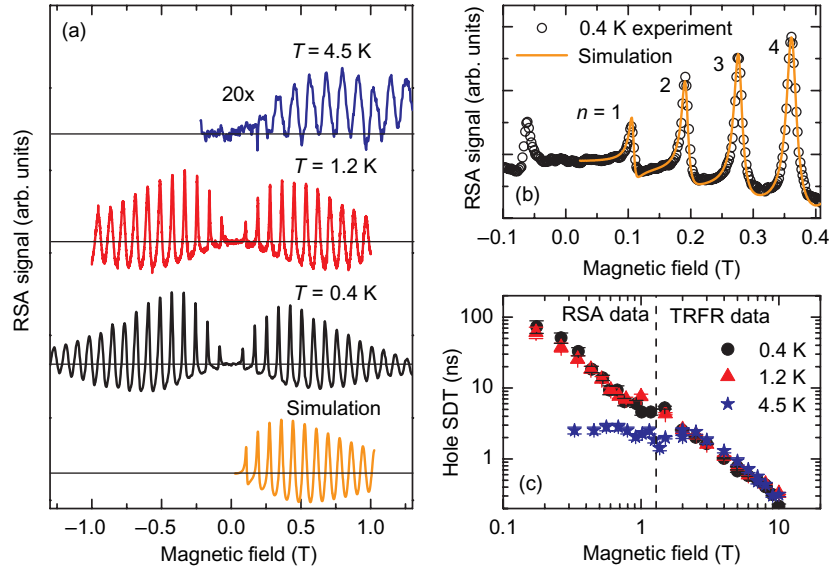 (a)
T = 4.5 K
20x
T = 1.2 K
T = 0.4 K
Simulation
RSA signal (arb. units)
−1.0 −0.5 0.0 0.5 1.0
Magnetic field (T)
0.4 K experiment
Simulation
n = 1
2
3
4
(b)
RSA signal (arb. units)
−0.1 0.0 0.1 0.2 0.3 0.4
Magnetic field (T)
RSA data TRFR data
0.4 K
1.2 K
4.5 K
(c)
Hole SDT (ns)
100
10
1
0.1 1 10
Magnetic field (T)